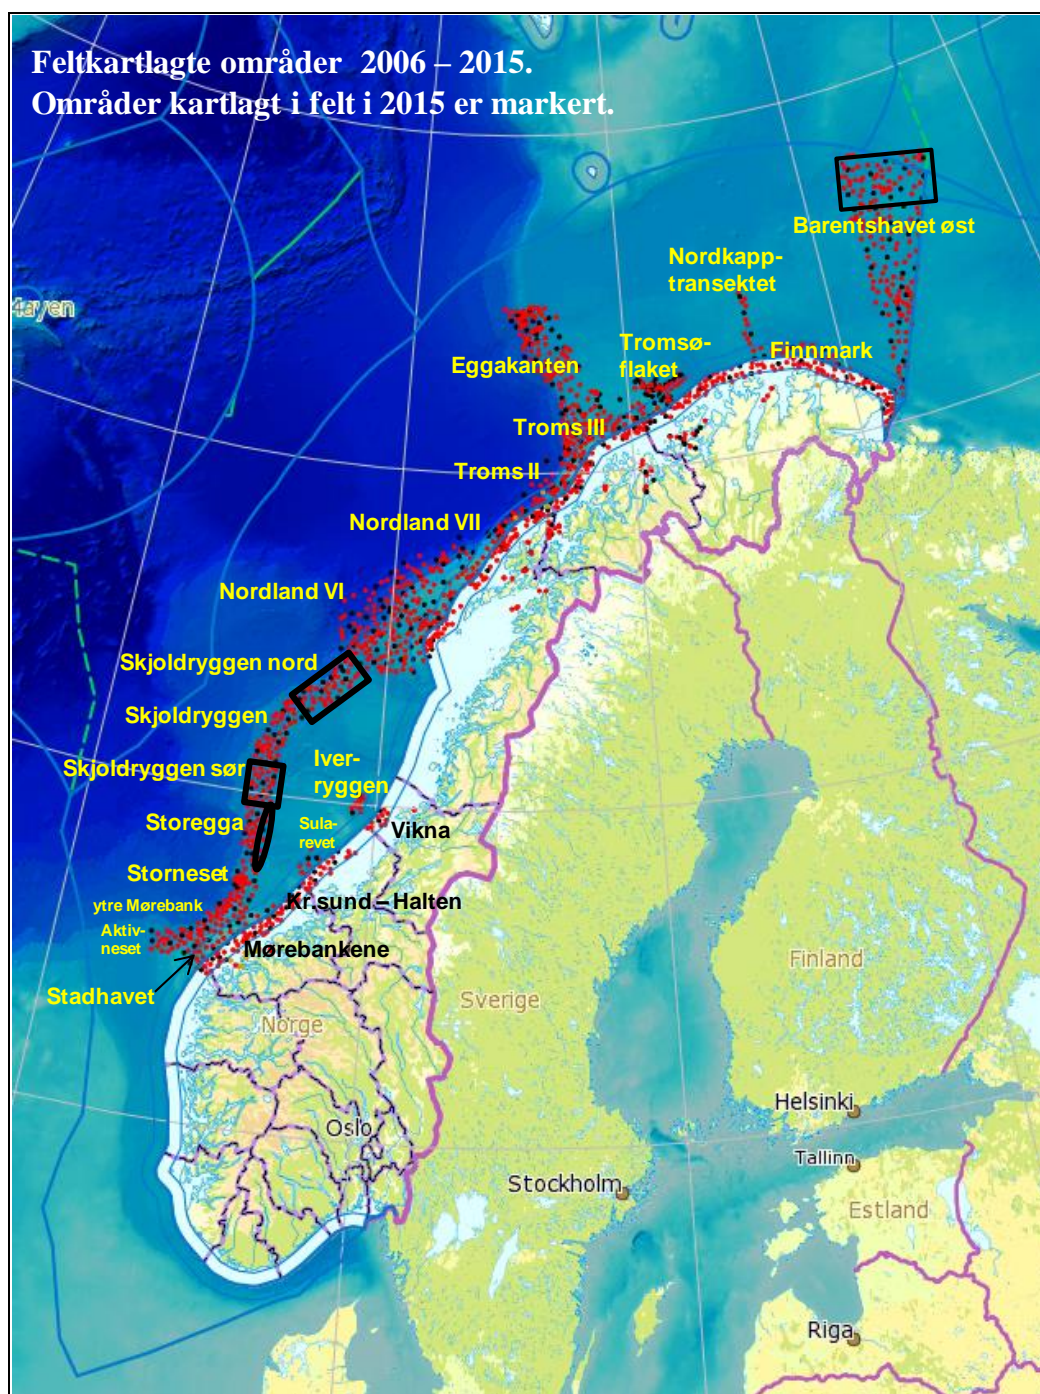 Feltkartlagte områder 2006 – 2015.
Områder kartlagt i felt i 2015 er markert.
Barentshavet øst
Nordkapp-
transektet
4ayen
Tromsø-
flaket
Finnmark
Eggakanten
Troms III
Troms II
Nordland VII
Nordland VI
Skjoldryggen nord
Skjoldryggen
Skjoldryggen sør
Iver-
ryggen
Storegga
Sula-
revet
Vikna
Storneset
ytre Mørebank
Kr.sund – Halten
Aktiv-
neset
Mørebankene
Stadhavet
Norge
Sverige
Finland
Oslo
Helsinki
Tallinn
Stockholm
Estland
Riga